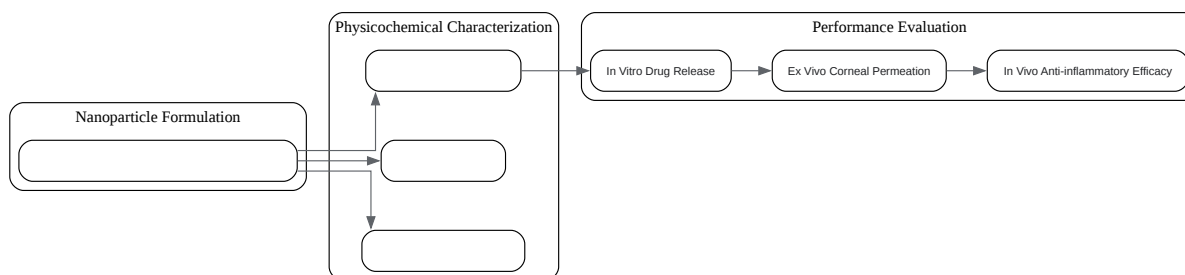 Physicochemical Characterization
Performance Evaluation
In Vitro Drug Release
Ex Vivo Corneal Permeation
In Vivo Anti-inflammatory Efficacy
Nanoparticle Formulation